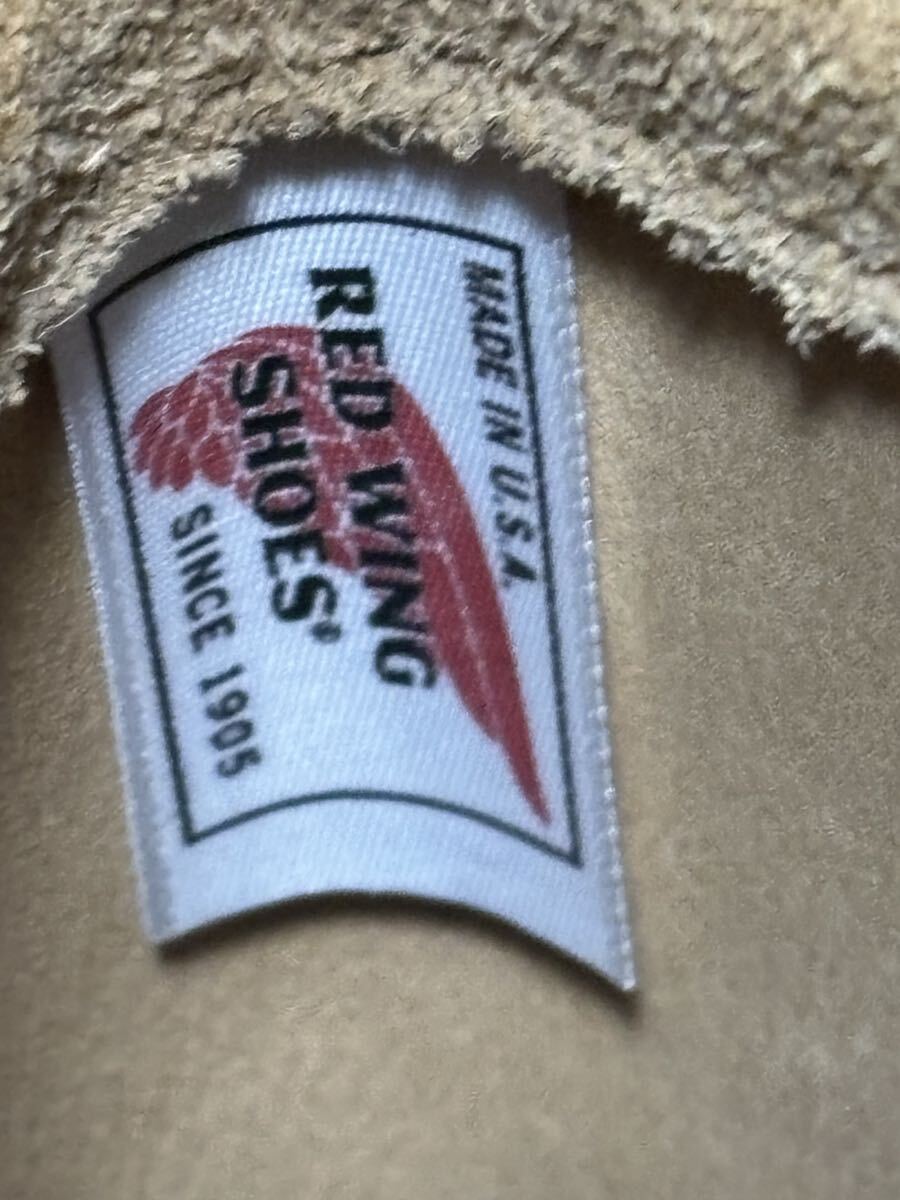 MADE IN U.S.A.
RED WING
SHOES®
SINCE 1905